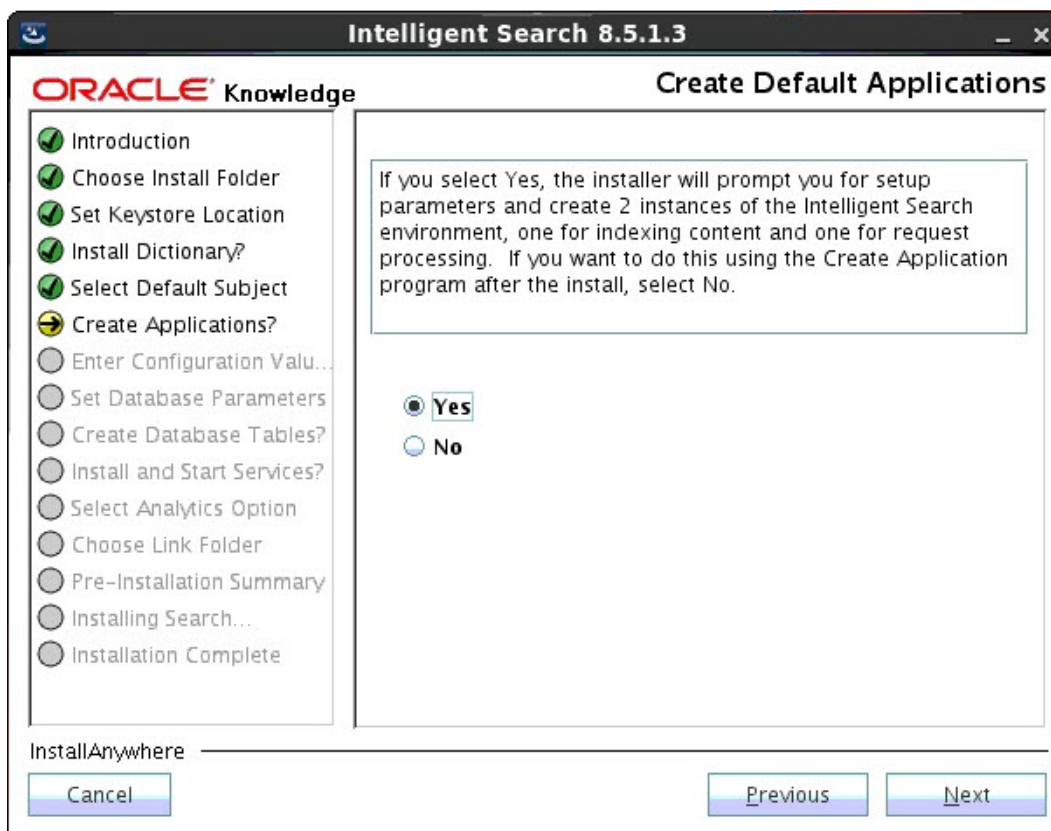 Intelligent Search 8.5.1.3
ORACLE Knowledge
Create Default Applications
Introduction
Choose Install Folder
Set Keystore Location
Install Dictionary?
Select Default Subject
Create Applications?
Enter Configuration Valu...
Set Database Parameters
Create Database Tables?
Install and Start Services?
Select Analytics Option
Choose Link Folder
Pre-Installation Summary
Installing Search...
Installation Complete
If you select Yes, the installer will prompt you for setup
parameters and create 2 instances of the Intelligent Search
environment, one for indexing content and one for request
processing.  If you want to do this using the Create Application
program after the install, select No.
Yes
No
InstallAnywhere
Cancel
Previous
Next